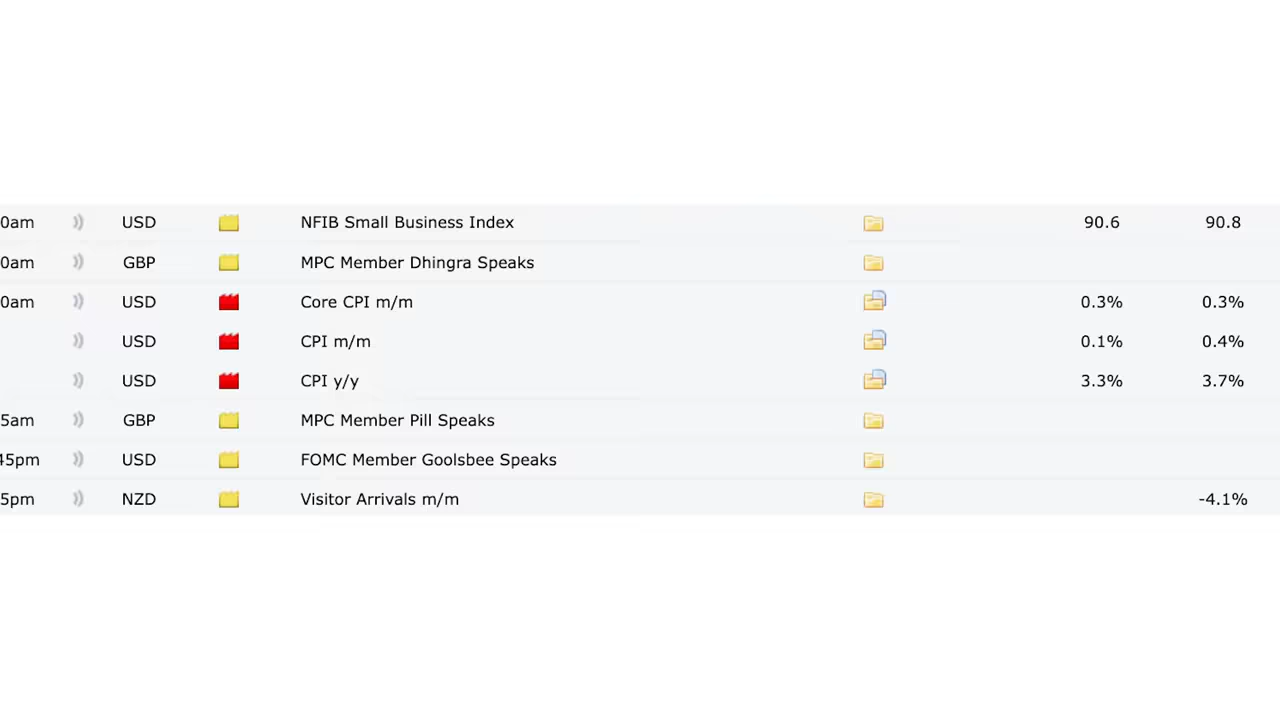 0am USD NFIB Small Business Index 90.6 90.8
0am GBP MPC Member Dhingra Speaks
0am USD Core CPI m/m 0.3% 0.3%
USD CPI m/m 0.1% 0.4%
USD CPI y/y 3.3% 3.7%
5am GBP MPC Member Pill Speaks
45pm USD FOMC Member Goolsbee Speaks
5pm NZD Visitor Arrivals m/m -4.1%